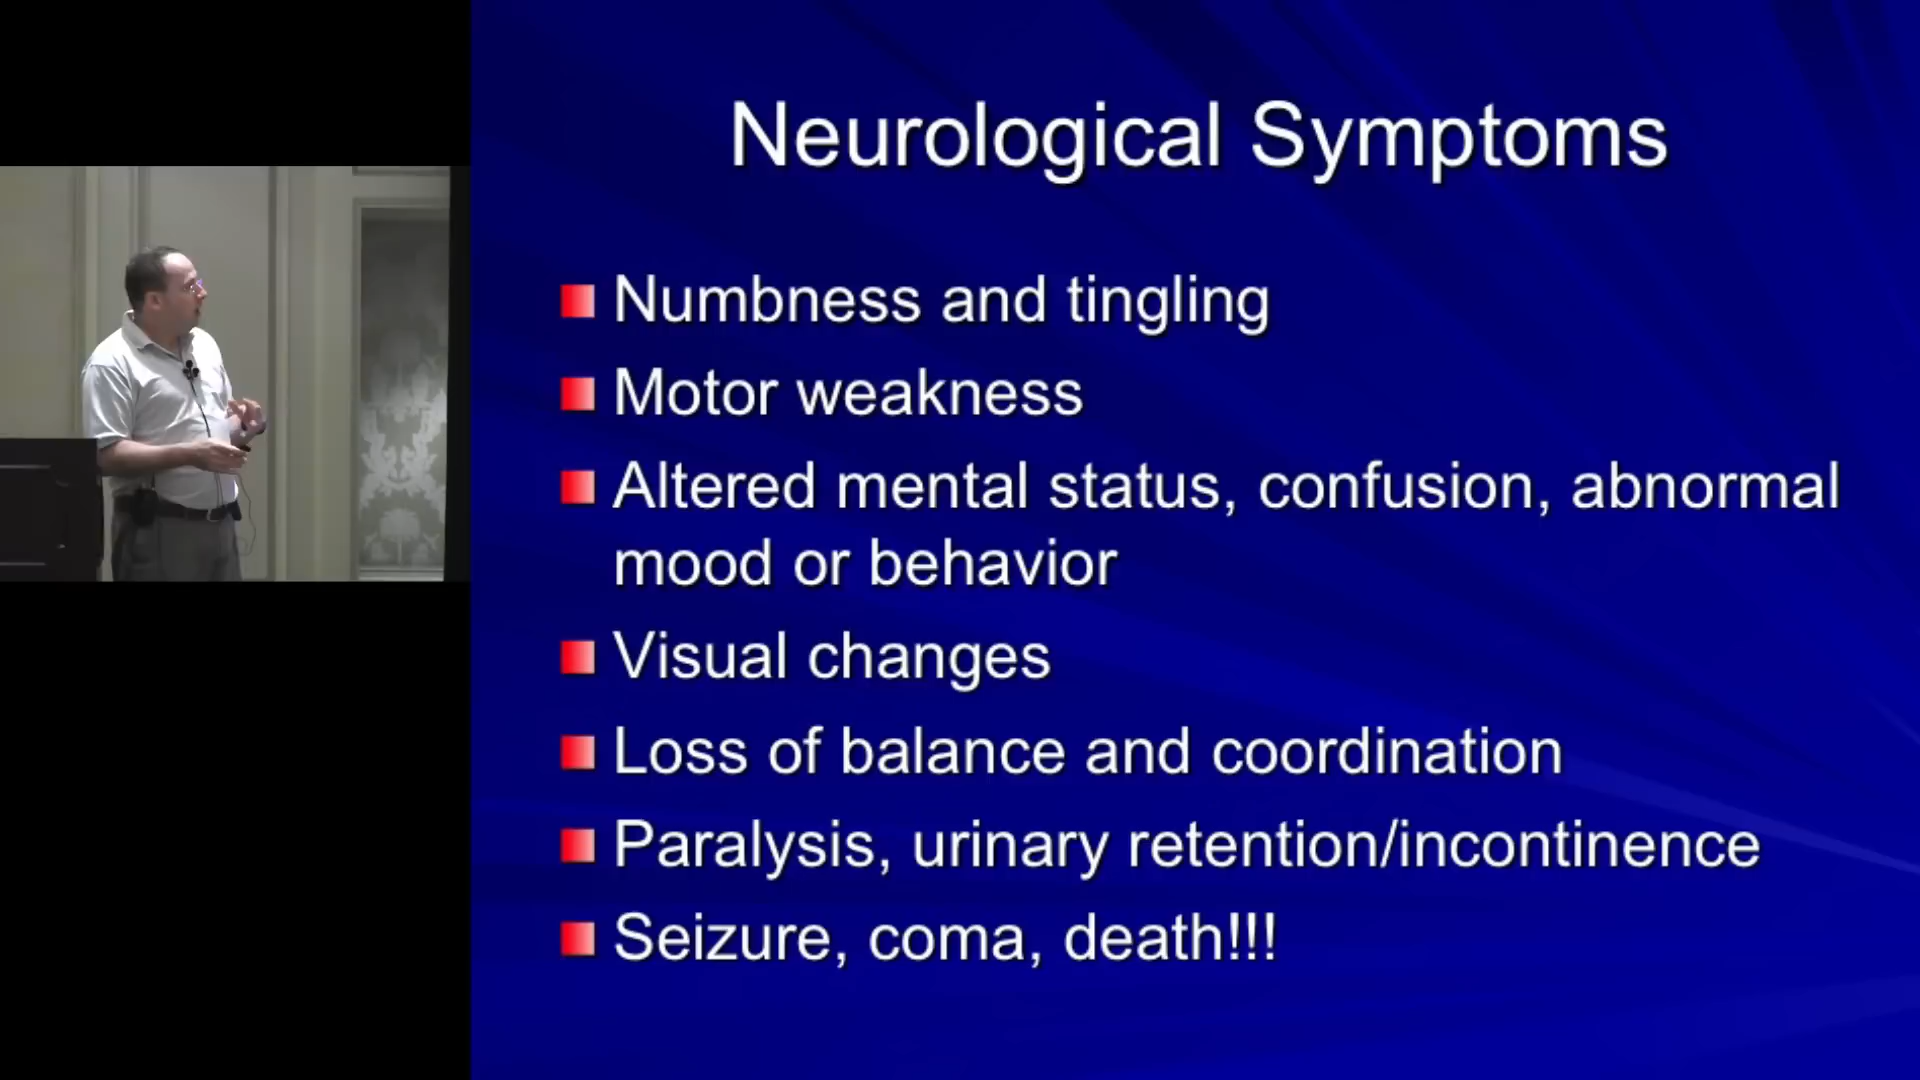 Neurological Symptoms
Numbness and tingling
Motor weakness
Altered mental status, confusion, abnormal
mood or behavior
Visual changes
Loss of balance and coordination
Paralysis, urinary retention/incontinence
Seizure, coma, death!!!